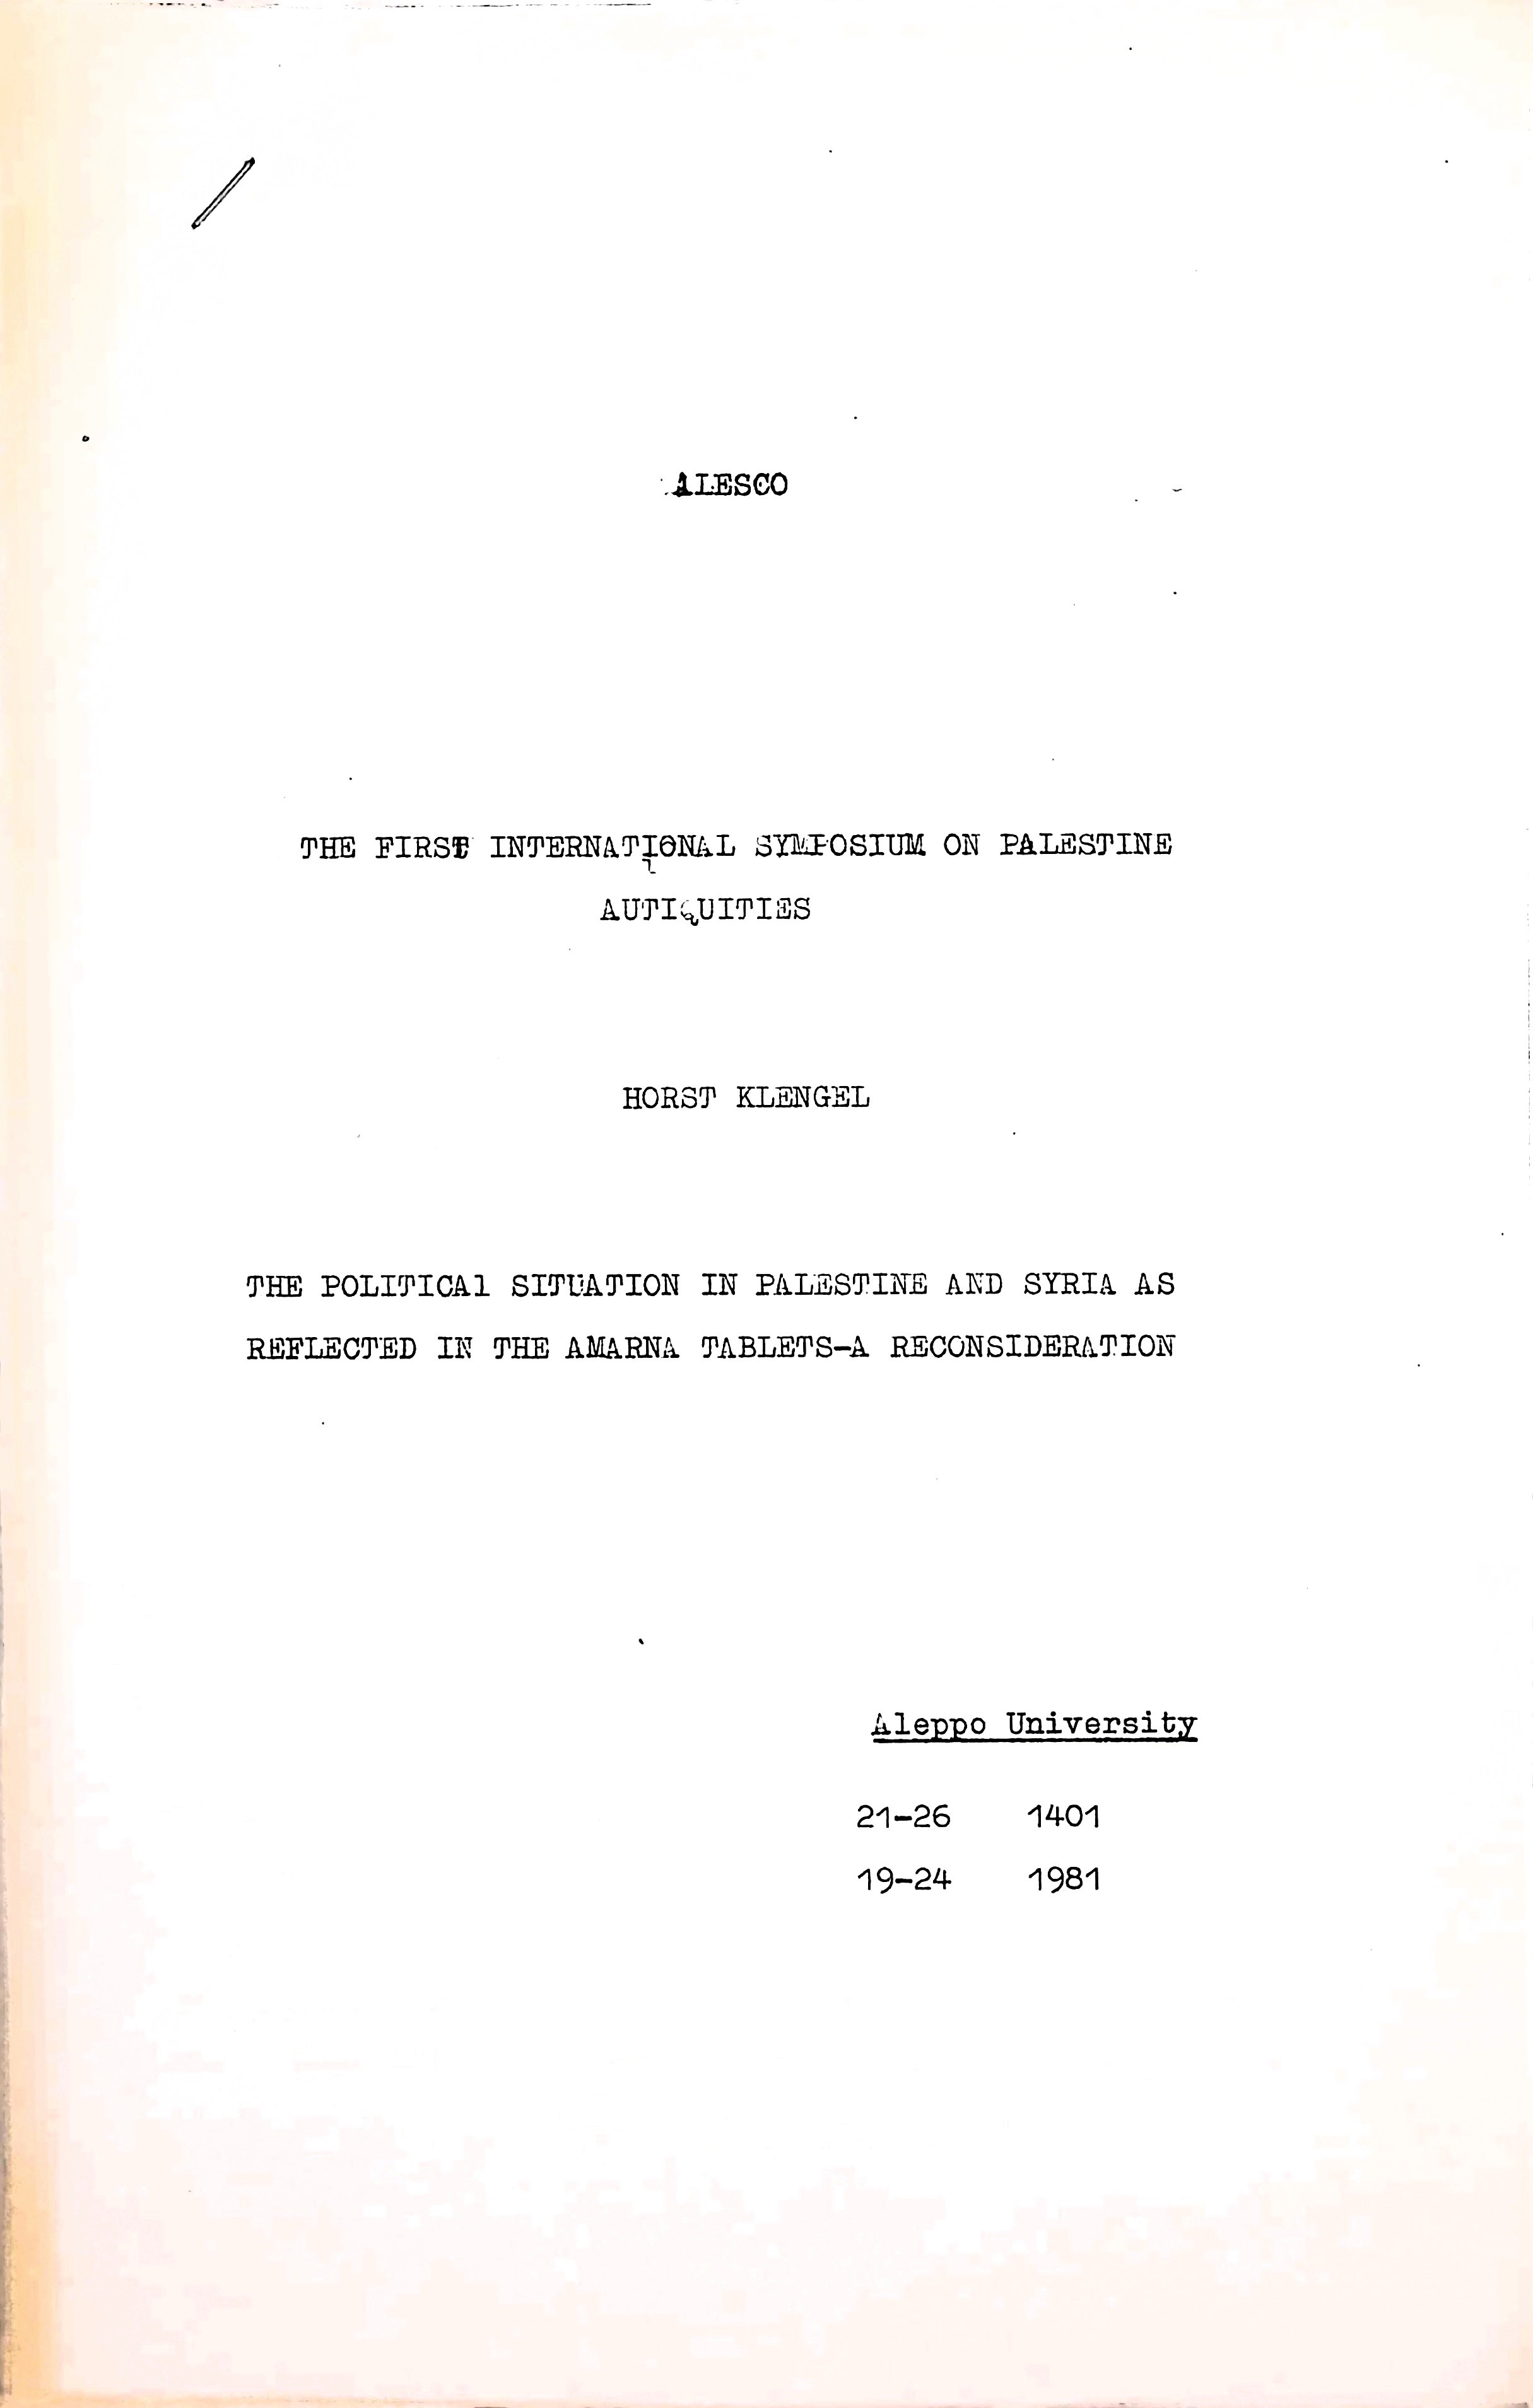 ALESCO
THE FIRST INTERNATIONAL SYMPOSIUM ON PALESTINE
AUTIQUITIES
HORST KLENGEL
THE POLITICAl SITUATION IN PALESTINE AND SYRIA AS
REFLECTED IN THE AMARNA TABLETS-A RECONSIDERATION
Aleppo University
21-26 1401
19-24 1981